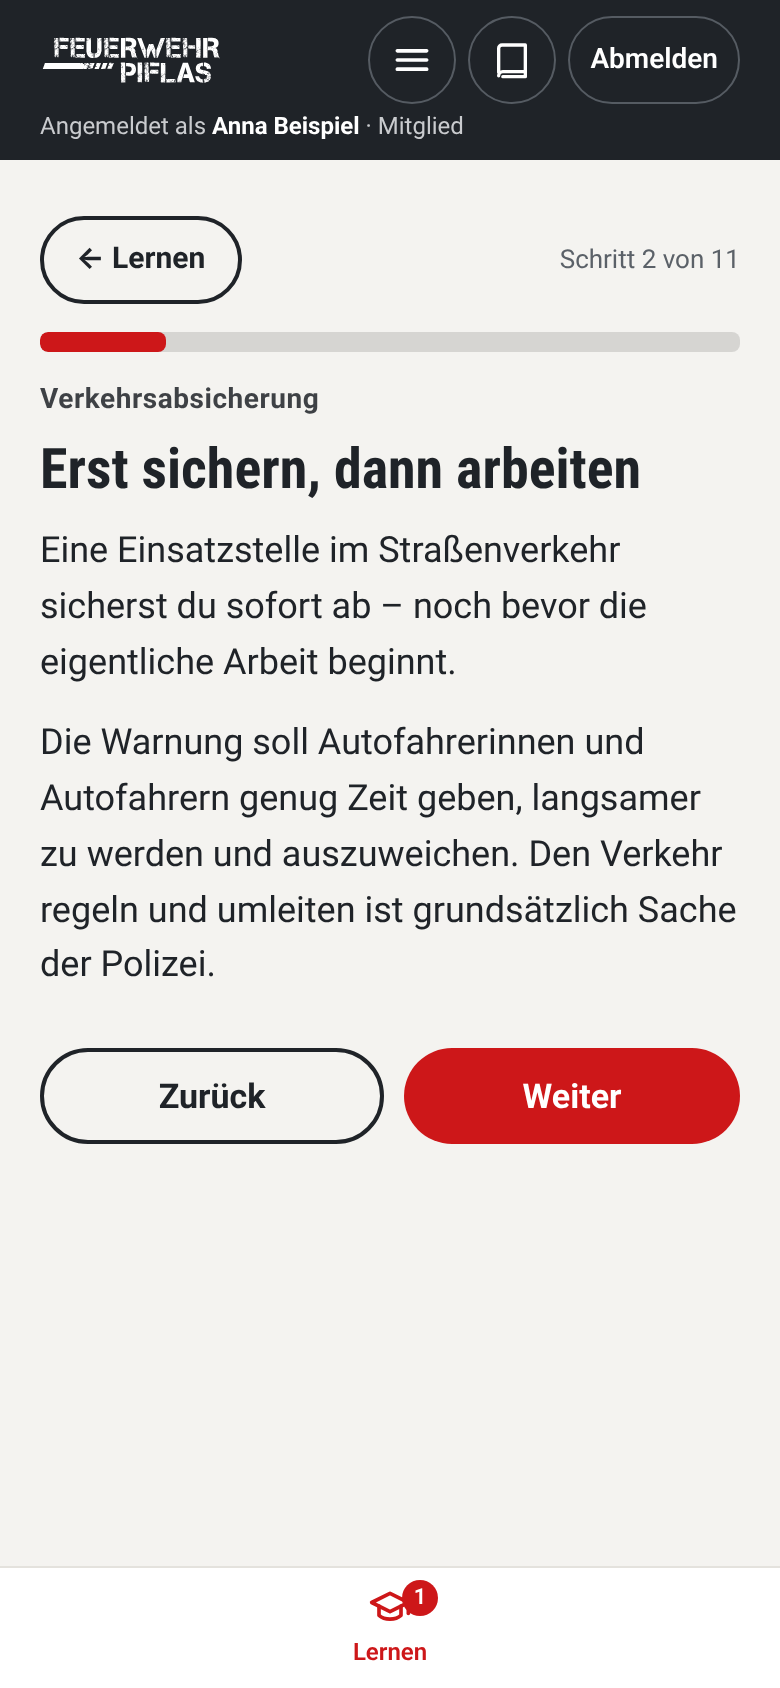 FEUERWEHR
PIFLAS
Abmelden
Angemeldet als Anna Beispiel · Mitglied
← Lernen
Schritt 2 von 11
Verkehrsabsicherung
Erst sichern, dann arbeiten
Eine Einsatzstelle im Straßenverkehr
sicherst du sofort ab – noch bevor die
eigentliche Arbeit beginnt.
Die Warnung soll Autofahrerinnen und
Autofahrern genug Zeit geben, langsamer
zu werden und auszuweichen. Den Verkehr
regeln und umleiten ist grundsätzlich Sache
der Polizei.
Zurück
Weiter
1
Lernen